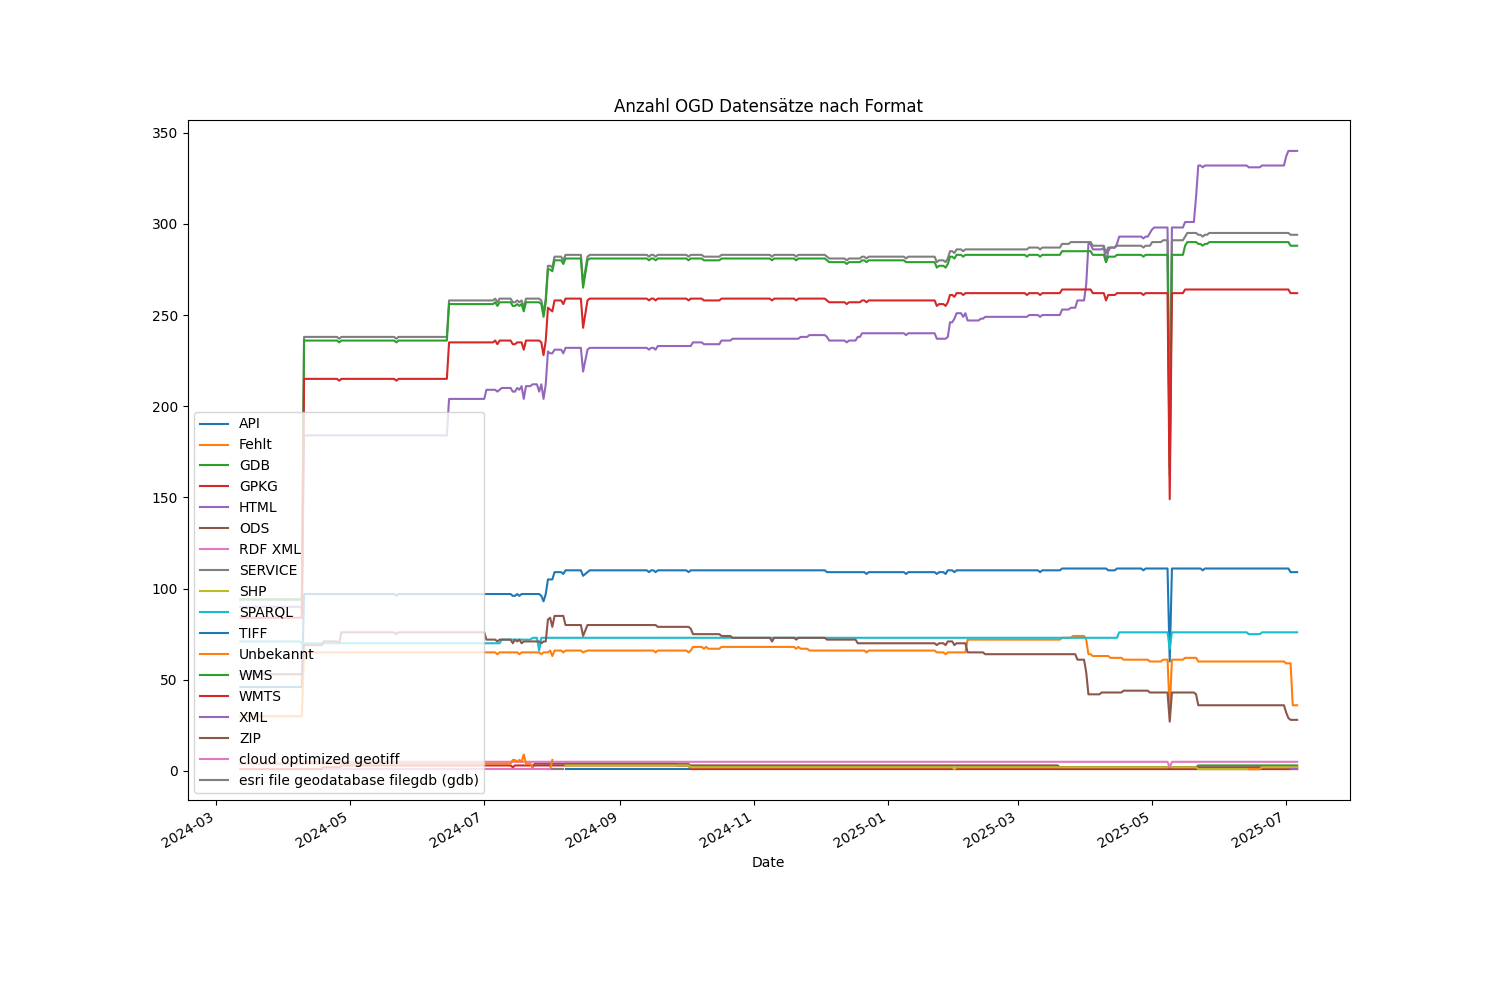 Anzahl OGD Datensätze nach Format
350
300
250
200
150
100
50
0
API
Fehlt
GDB
GPKG
HTML
ODS
RDF XML
SERVICE
SHP
SPARQL
TIFF
Unbekannt
WMS
WMTS
XML
ZIP
cloud optimized geotiff
esri file geodatabase filegdb (gdb)
2024-03
2024-05
2024-07
2024-09
2024-11
2025-01
2025-03
2025-05
2025-07
Date